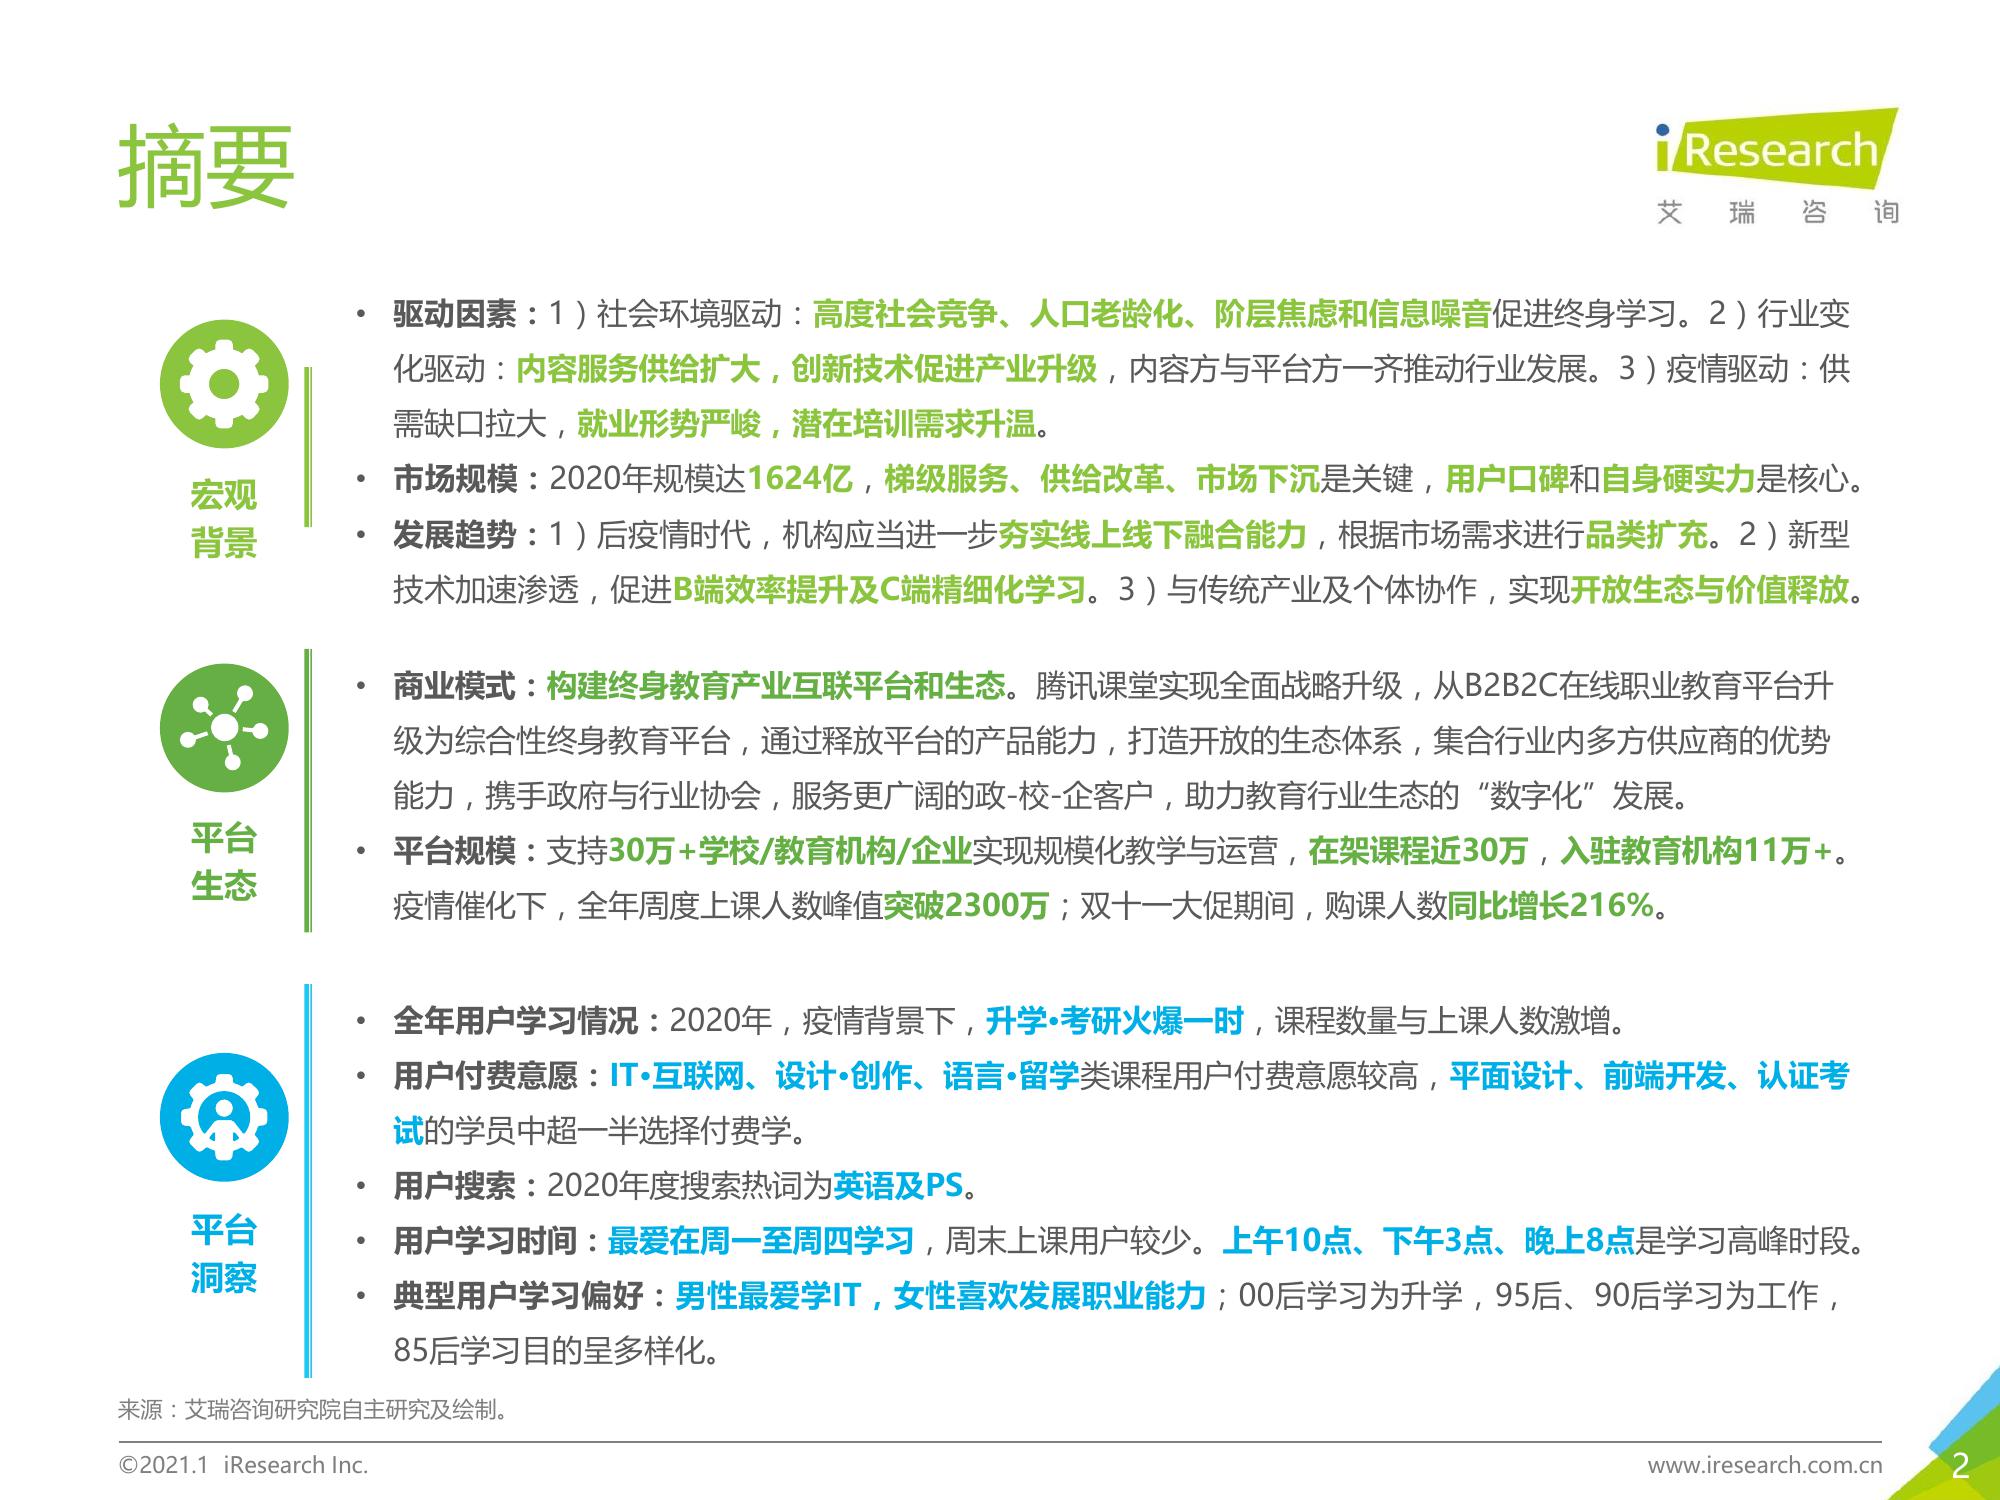 摘要
iResearch
艾瑞咨询
• 驱动因素：1）社会环境驱动：高度社会竞争、人口老龄化、阶层焦虑和信息噪音促进终身学习。2）行业变
化驱动：内容服务供给扩大，创新技术促进产业升级，内容方与平台方一齐推动行业发展。3）疫情驱动：供
需缺口拉大，就业形势严峻，潜在培训需求升温。
• 市场规模：2020年规模达1624亿，梯级服务、供给改革、市场下沉是关键，用户口碑和自身硬实力是核心。
• 发展趋势：1）后疫情时代，机构应当进一步夯实线上线下融合能力，根据市场需求进行品类扩充。2）新型
技术加速渗透，促进B端效率提升及C端精细化学习。3）与传统产业及个体协作，实现开放生态与价值释放。
宏观
背景
• 商业模式：构建终身教育产业互联平台和生态。腾讯课堂实现全面战略升级，从B2B2C在线职业教育平台升
级为综合性终身教育平台，通过释放平台的产品能力，打造开放的生态体系，集合行业内多方供应商的优势
能力，携手政府与行业协会，服务更广阔的政-校-企客户，助力教育行业生态的“数字化”发展。
• 平台规模：支持30万+学校/教育机构/企业实现规模化教学与运营，在架课程近30万，入驻教育机构11万+。
疫情催化下，全年周度上课人数峰值突破2300万；双十一大促期间，购课人数同比增长216%。
平台
生态
• 全年用户学习情况：2020年，疫情背景下，升学·考研火爆一时，课程数量与上课人数激增。
• 用户付费意愿：IT·互联网、设计·创作、语言·留学类课程用户付费意愿较高，平面设计、前端开发、认证考
试的学员中超一半选择付费学。
• 用户搜索：2020年度搜索热词为英语及PS。
• 用户学习时间：最爱在周一至周四学习，周末上课用户较少。上午10点、下午3点、晚上8点是学习高峰时段。
• 典型用户学习偏好：男性最爱学IT，女性喜欢发展职业能力；00后学习为升学，95后、90后学习为工作，
85后学习目的呈多样化。
平台
洞察
来源：艾瑞咨询研究院自主研究及绘制。
©2021.1 iResearch Inc.
www.iresearch.com.cn
2